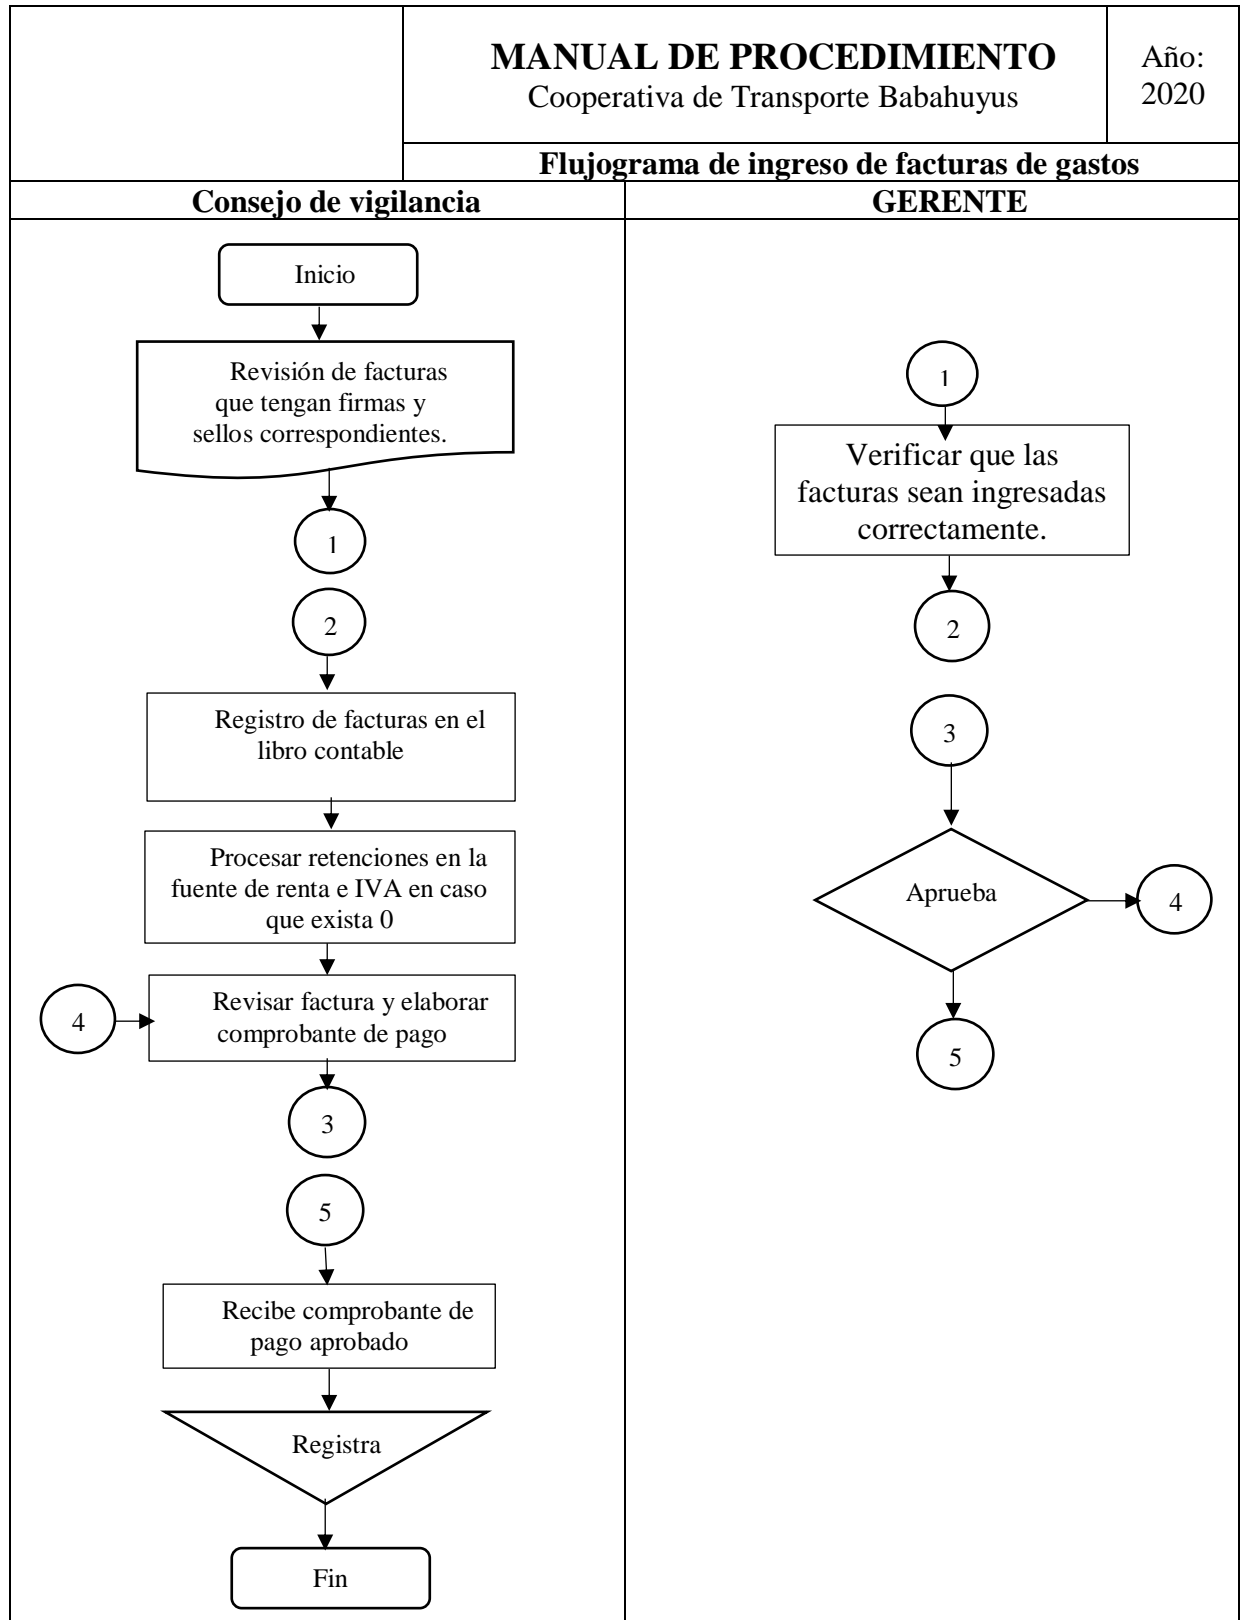 MANUAL DE PROCEDIMIENTO
Cooperativa de Transporte Babahuyus
Año:
2020
Flujograma de ingreso de facturas de gastos
Consejo de vigilancia
GERENTE
Inicio
Revisión de facturas
que tengan firmas y
sellos correspondientes.
1
2
Registro de facturas en el
libro contable
Procesar retenciones en la
fuente de renta e IVA en caso
que exista 0
4
Revisar factura y elaborar
comprobante de pago
3
5
Recibe comprobante de
pago aprobado
Registra
Fin
1
Verificar que las
facturas sean ingresadas
correctamente.
2
3
Aprueba
4
5